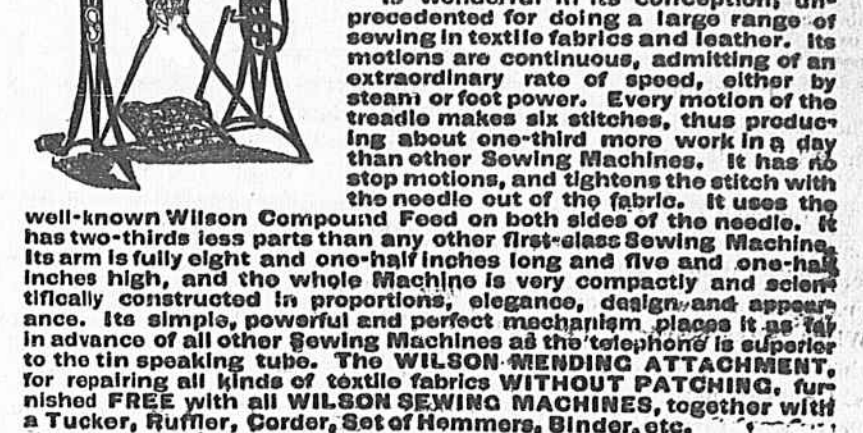 is wonderful in its conception, un-
precedented for doing a large range of
sewing in textile fabrics and leather. Its
motions are continuous, admitting of an
extraordinary rate of speed, either by
steam or foot power. Every motion of the
treadle makes six stitches, thus produc-
ing about one-third more work in a day
than other Sewing Machines. It has no
stop motions, and tightens the stitch with
the needle out of the fabric. It uses the
well-known Wilson Compound Feed on both sides of the needle. It
has two-thirds less parts than any other first-class Sewing Machine.
Its arm is fully eight and one-half inches long and five and one-half
inches high, and the whole Machine is very compactly and scien-
tifically constructed in proportions, elegance, design and appear-
ance. Its simple, powerful and perfect mechanism places it as far
in advance of all other Sewing Machines as the telephone is superior
to the tin speaking tube. The WILSON MENDING ATTACHMENT,
for repairing all kinds of textile fabrics WITHOUT PATCHING, fur-
nished FREE with all WILSON SEWING MACHINES, together with
a Tucker, Ruffler, Corder, Set of Hemmers, Binder, etc.